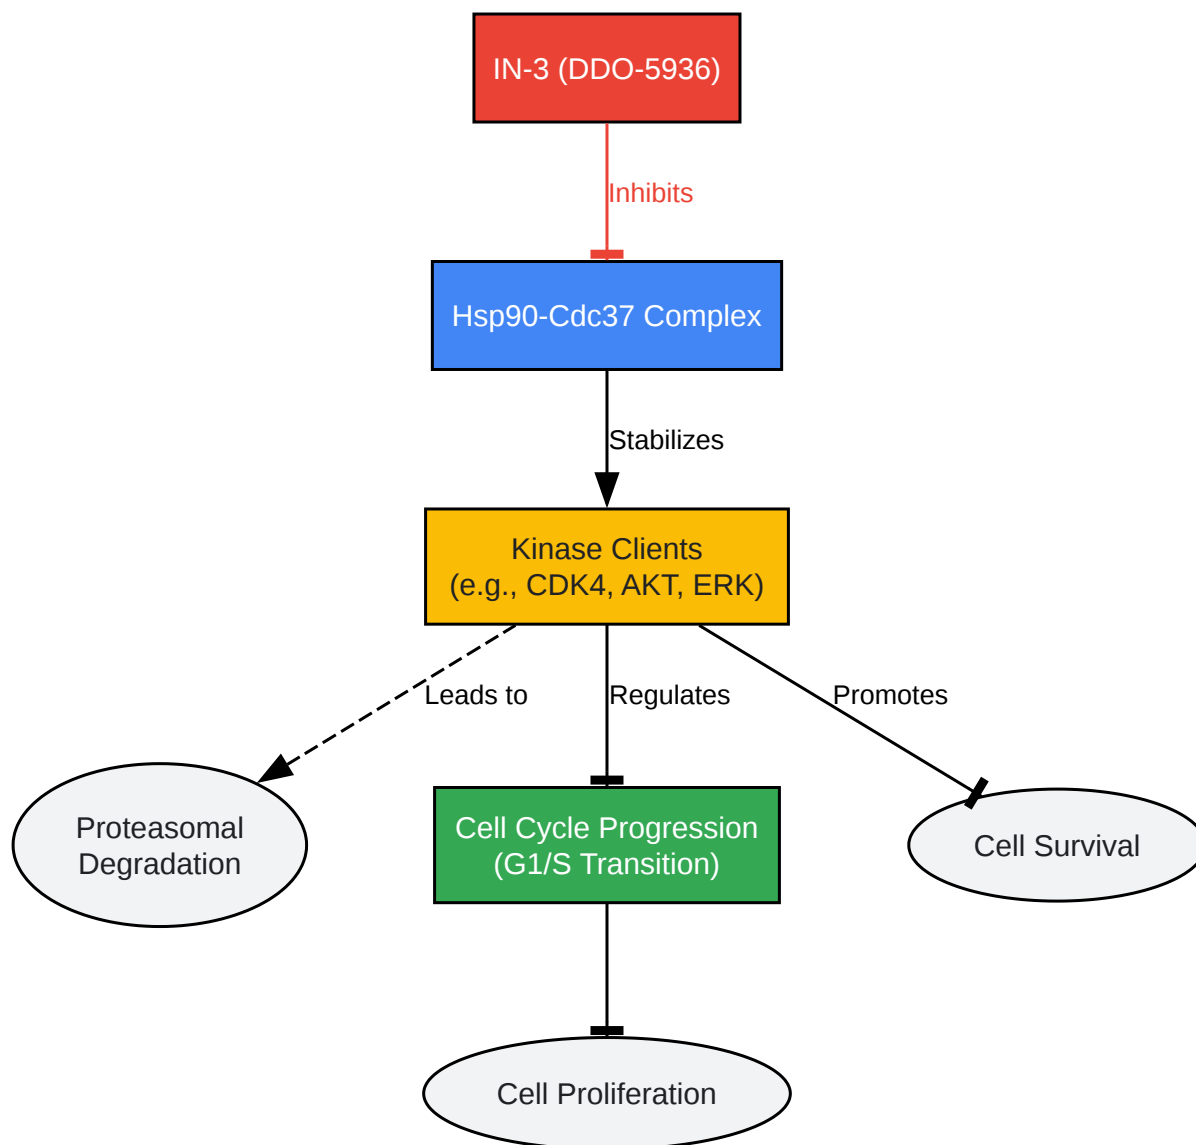 IN-3 (DDO-5936)
Inhibits
Hsp90-Cdc37 Complex
Stabilizes
Kinase Clients
(e.g., CDK4, AKT, ERK)
Leads to
Regulates
Promotes
Proteasomal
Degradation
Cell Cycle Progression
(G1/S Transition)
Cell Survival
Cell Proliferation